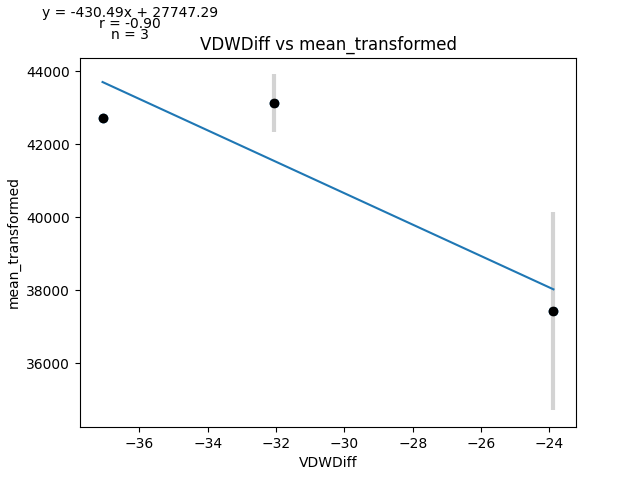 y = -430.49x + 27747.29
r = -0.90
n = 3
VDWDiff vs mean_transformed
44000
42000
40000
38000
36000
mean_transformed
−36
−34
−32
−30
−28
−26
−24
VDWDiff